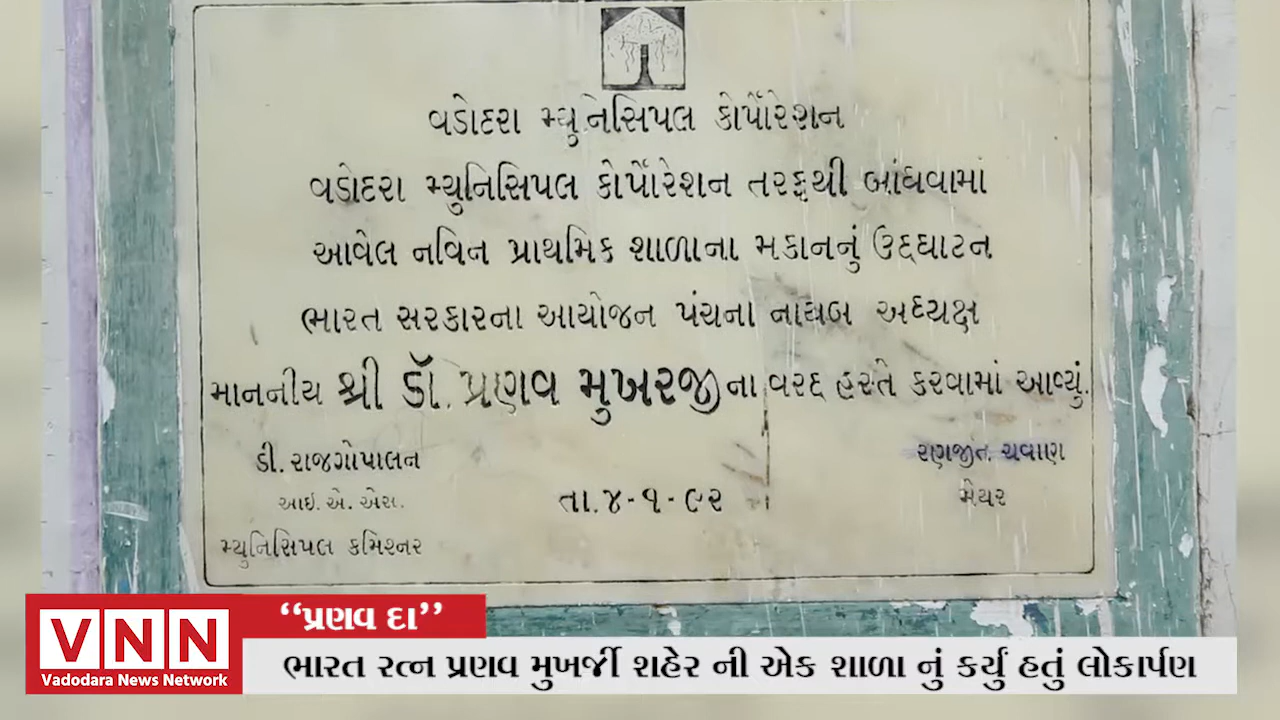 વડોદરા મ્યુનેસિપલ કોર્પોરેશન
વડોદરા મ્યુનિસિપલ કોર્પોરેશન તરફથી બાંધવામાં
આવેલ નવિન પ્રાથમિક શાળાના મકાનનું ઉદ્દઘાટન
ભારત સરકારના આયોજન પંચના નાયબ અધ્યક્ષ
માનનીય શ્રી ડૉ. પ્રણવ મુખરજીના વરદ હસ્તે કરવામાં આવ્યું.
ડી. રાજગોપાલન
આઇ. એ. એસ.
મ્યુનિસિપલ કમિશ્નર
તા. ૪-૧-૯૨
રણજીત. ચવાણ
મેયર
VNN
Vadodara News Network
“પ્રણવ દા”
ભારત રત્ન પ્રણવ મુખર્જી શહેર ની એક શાળા નું કર્યું હતું લોકાર્પણ